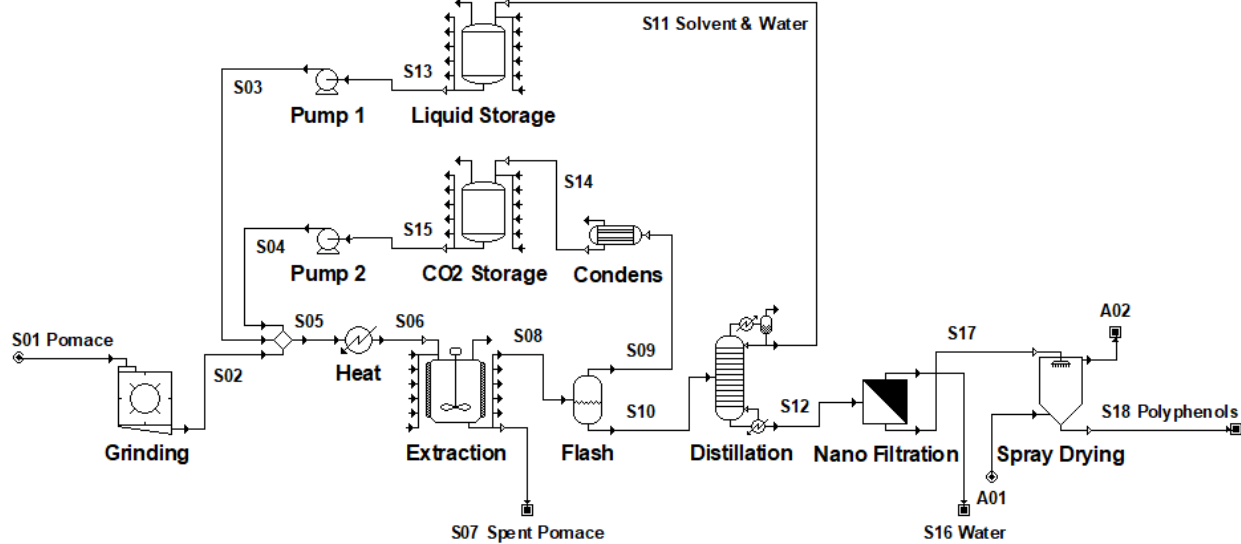 S11 Solvent & Water
S13
S03
Pump 1
Liquid Storage
S14
S15
S04
Pump 2
CO2 Storage
Condens
S01 Pomace
S05
S06
S08
S09
A02
S17
S02
Heat
S10
S12
S18 Polyphenols
Grinding
Extraction
Flash
Distillation
Nano Filtration
Spray Drying
A01
S07 Spent Pomace
S16 Water